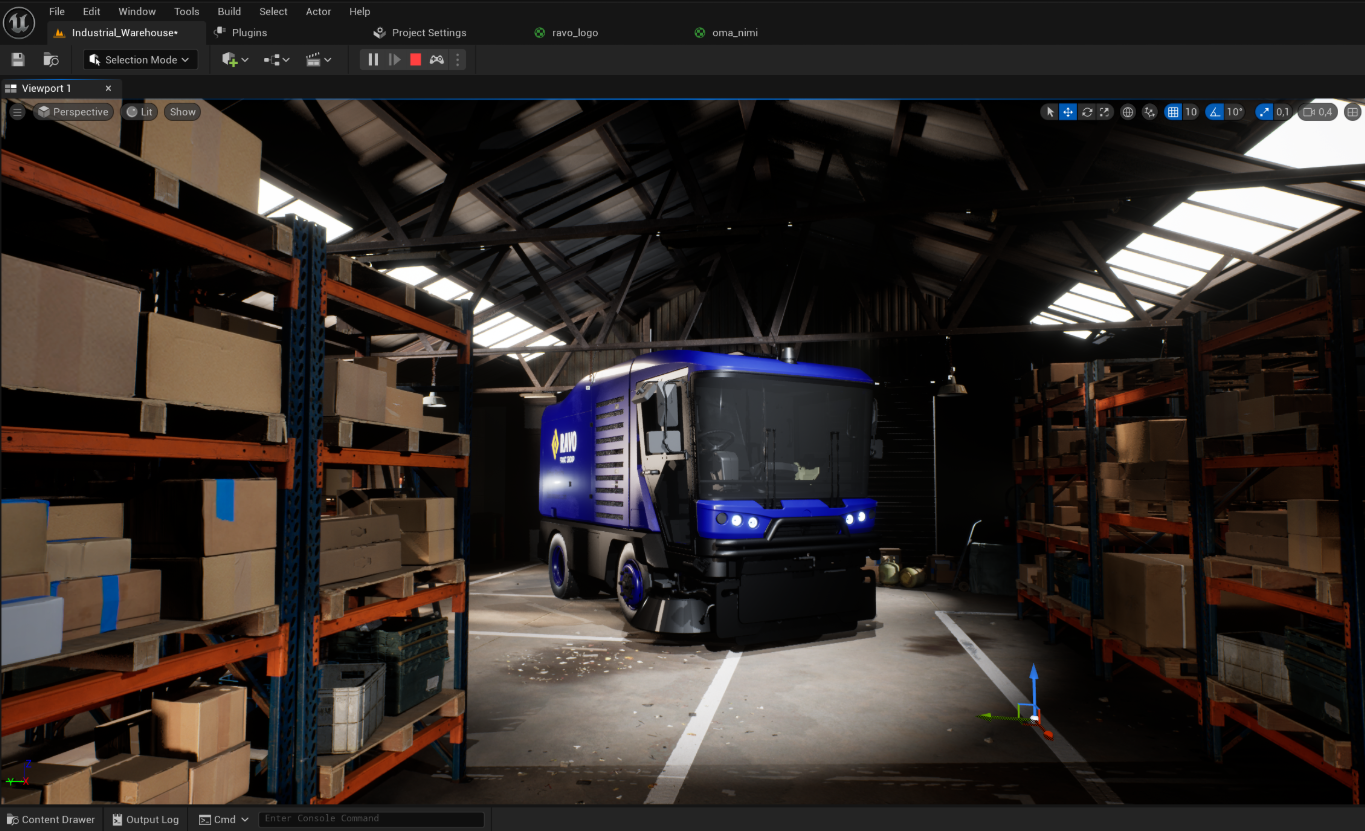 File Edit Window Tools Build Select Actor Help
Industrial_Warehouse* Plugins Project Settings ravo_logo oma_nimi
Selection Mode
Viewport 1
Perspective Lit Show 10 10° 0,1 0,4
RAVO
Z
Y X
Content Drawer Output Log Cmd Enter Console Command